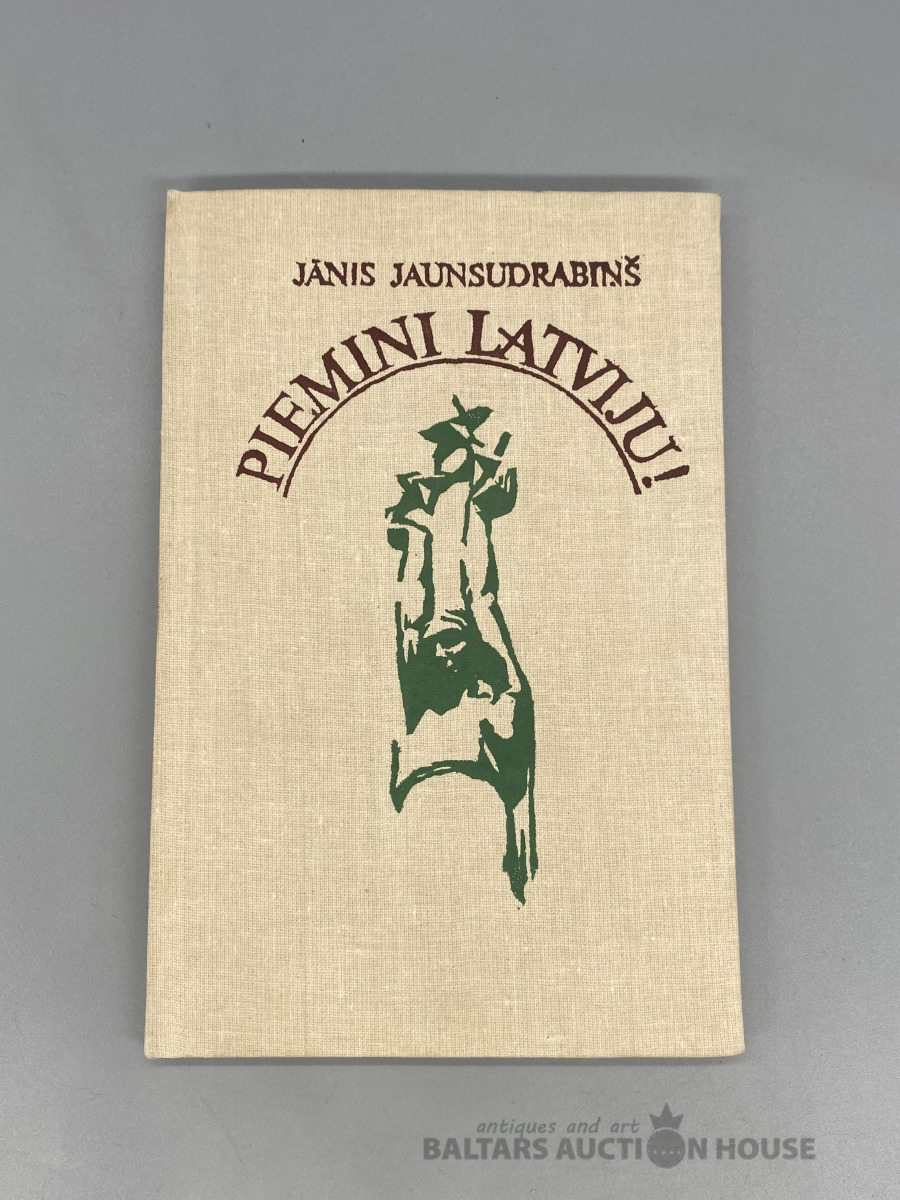 JĀNIS JAUNSUDRABIŅŠ
PIEMINI LATVIJU!
antiques and art
BALTARS AUCTION HOUSE